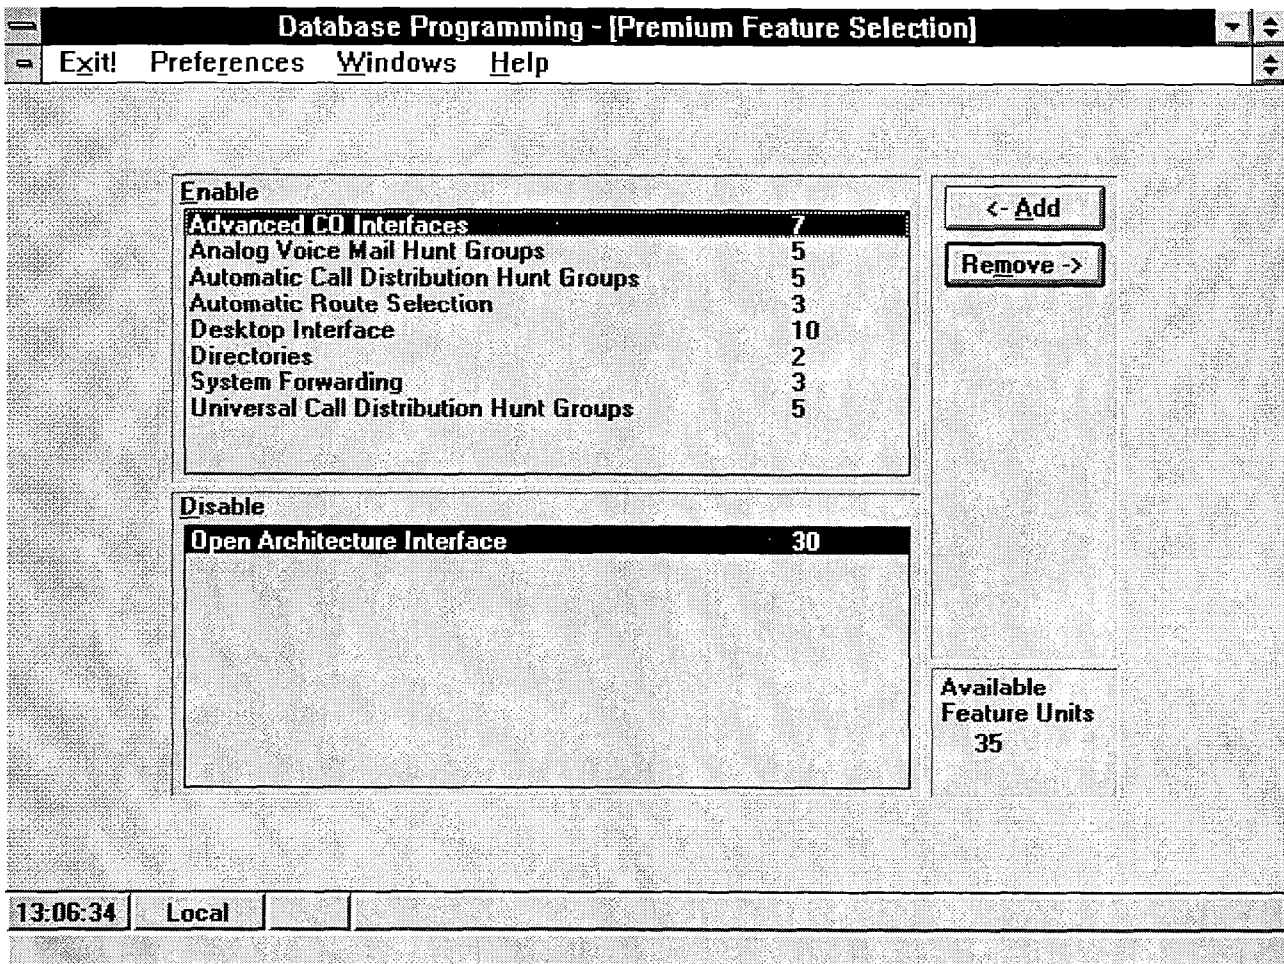 Database Programming - [Premium Feature Selection]
Exit! Preferences Windows Help
Enable
Advanced CO Interfaces 7
Analog Voice Mail Hunt Groups 5
Automatic Call Distribution Hunt Groups 5
Automatic Route Selection 3
Desktop Interface 10
Directories 2
System Forwarding 3
Universal Call Distribution Hunt Groups 5
<- Add
Remove ->
Disable
Open Architecture Interface 30
Available
Feature Units
35
13:06:34 Local